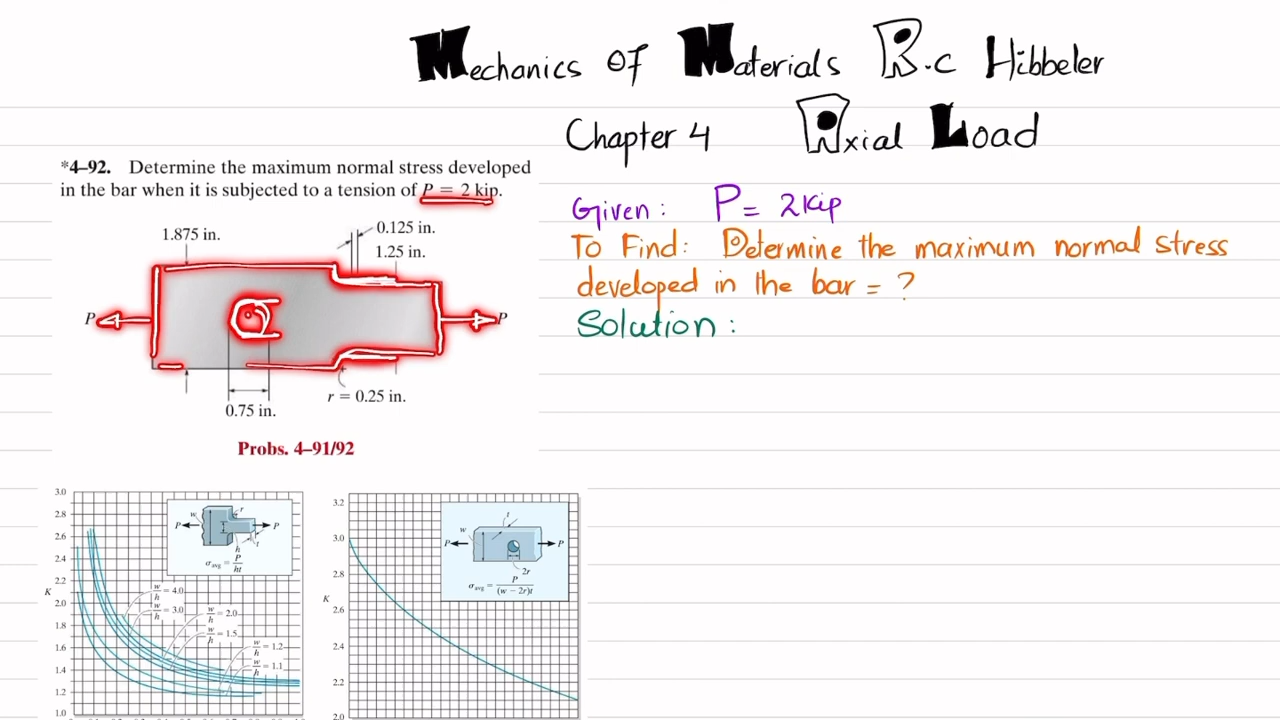 Mechanics Of Materials R.c Hibbeler
Chapter 4 Axial Load
*4–92. Determine the maximum normal stress developed
in the bar when it is subjected to a tension of P = 2 kip.
Given: P = 2Kip
To Find: Determine the maximum normal stress
developed in the bar = ?
Solution:
1.875 in.
0.125 in.
1.25 in.
P
P
0.75 in.
r = 0.25 in.
Probs. 4–91/92
3.0
2.8
2.6
2.4
2.2
2.0
1.8
1.6
1.4
1.2
1.0
K
w
r
P
P
h
t
σavg = P/ht
w/h = 4.0
w/h = 3.0
w/h = 2.0
w/h = 1.5
w/h = 1.2
w/h = 1.1
3.2
3.0
2.8
2.6
2.4
2.2
2.0
K
t
w
P
P
2r
σavg = P/(w − 2r)t